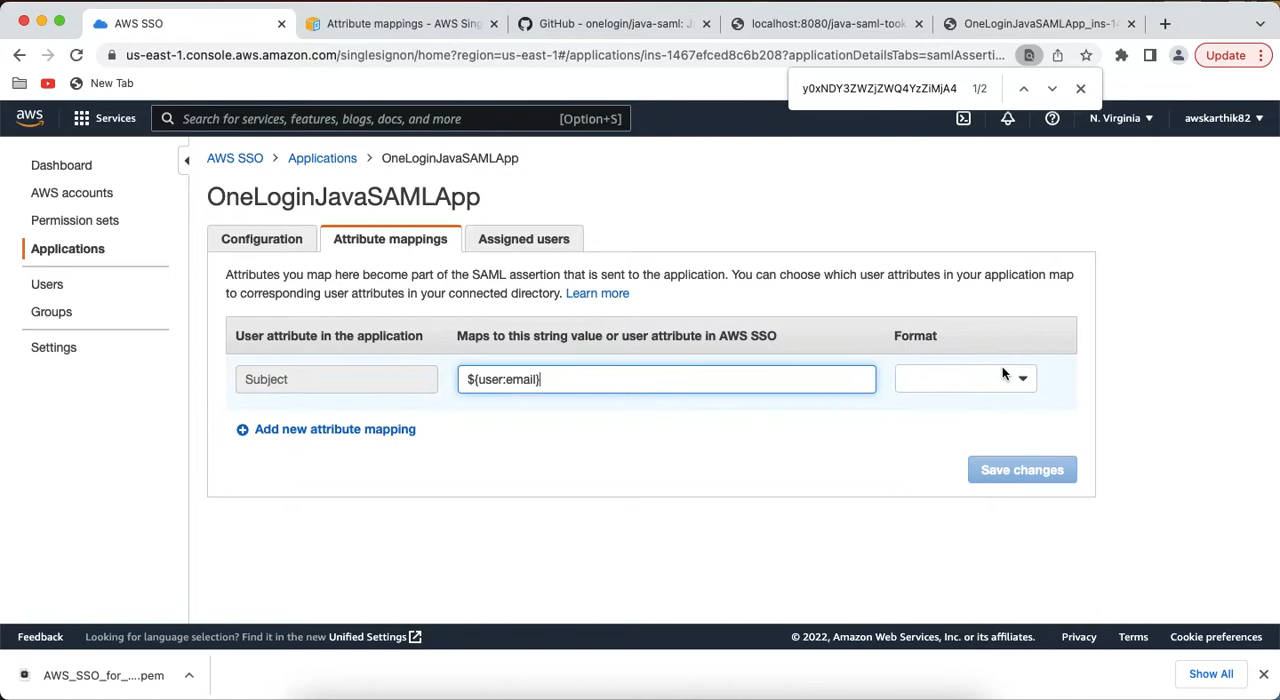 AWS SSO
Attribute mappings - AWS Sing
GitHub - onelogin/java-saml: J
localhost:8080/java-saml-took
OneLoginJavaSAMLApp_ins-14
us-east-1.console.aws.amazon.com/singlesignon/home?region=us-east-1#/applications/ins-1467efced8c6b208?applicationDetailsTabs=samlAsserti...
Update
New Tab
y0xNDY3ZWZjZWQ4YzZiMjA4 1/2
aws
Services
Search for services, features, blogs, docs, and more [Option+S]
N. Virginia
awskarthik82
Dashboard
AWS accounts
Permission sets
Applications
Users
Groups
Settings
AWS SSO > Applications > OneLoginJavaSAMLApp
OneLoginJavaSAMLApp
Configuration
Attribute mappings
Assigned users
Attributes you map here become part of the SAML assertion that is sent to the application. You can choose which user attributes in your application map
to corresponding user attributes in your connected directory. Learn more
User attribute in the application
Maps to this string value or user attribute in AWS SSO
Format
Subject
${user:email}
Add new attribute mapping
Save changes
Feedback
Looking for language selection? Find it in the new Unified Settings
© 2022, Amazon Web Services, Inc. or its affiliates.
Privacy
Terms
Cookie preferences
AWS_SSO_for_....pem
Show All